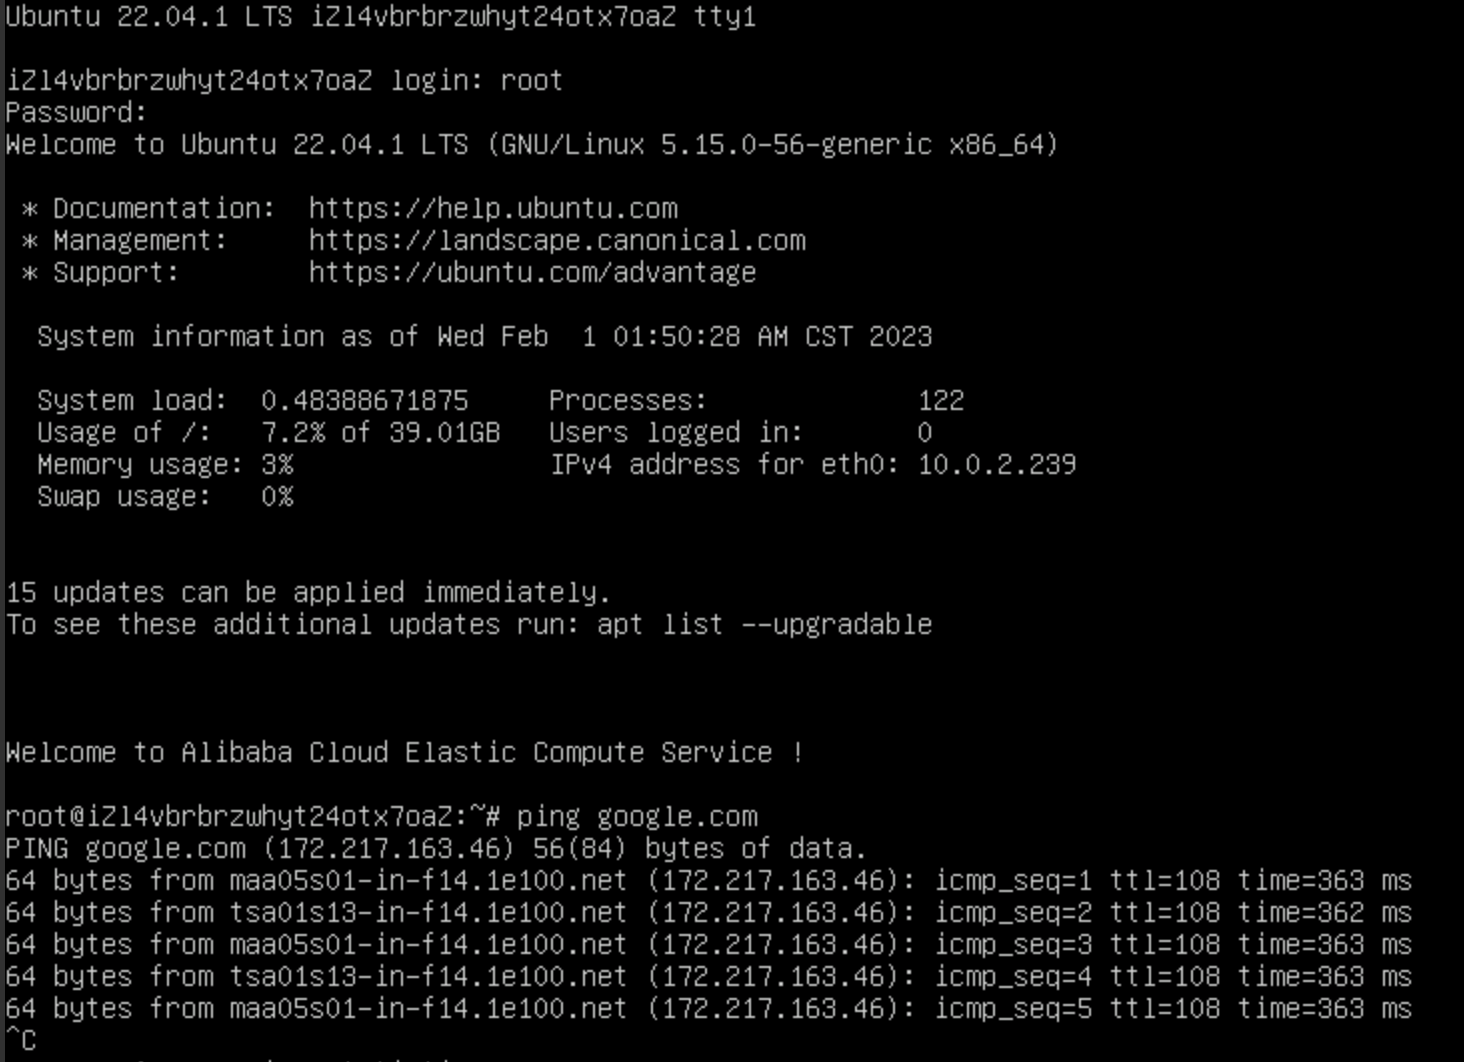 Ubuntu 22.04.1 LTS iZl4vbrbrzwhyt24otx7oaZ tty1
iZl4vbrbrzwhyt24otx7oaZ login: root
Password:
Welcome to Ubuntu 22.04.1 LTS (GNU/Linux 5.15.0-56-generic x86_64)
* Documentation:  https://help.ubuntu.com
* Management:     https://landscape.canonical.com
* Support:        https://ubuntu.com/advantage
System information as of Wed Feb  1 01:50:28 AM CST 2023
System load:  0.48388671875     Processes:             122
Usage of /:   7.2% of 39.01GB   Users logged in:       0
Memory usage: 3%                IPv4 address for eth0: 10.0.2.239
Swap usage:   0%
15 updates can be applied immediately.
To see these additional updates run: apt list --upgradable
Welcome to Alibaba Cloud Elastic Compute Service !
root@iZl4vbrbrzwhyt24otx7oaZ:~# ping google.com
PING google.com (172.217.163.46) 56(84) bytes of data.
64 bytes from maa05s01-in-f14.1e100.net (172.217.163.46): icmp_seq=1 ttl=108 time=363 ms
64 bytes from tsa01s13-in-f14.1e100.net (172.217.163.46): icmp_seq=2 ttl=108 time=362 ms
64 bytes from maa05s01-in-f14.1e100.net (172.217.163.46): icmp_seq=3 ttl=108 time=363 ms
64 bytes from tsa01s13-in-f14.1e100.net (172.217.163.46): icmp_seq=4 ttl=108 time=363 ms
64 bytes from maa05s01-in-f14.1e100.net (172.217.163.46): icmp_seq=5 ttl=108 time=363 ms
^C